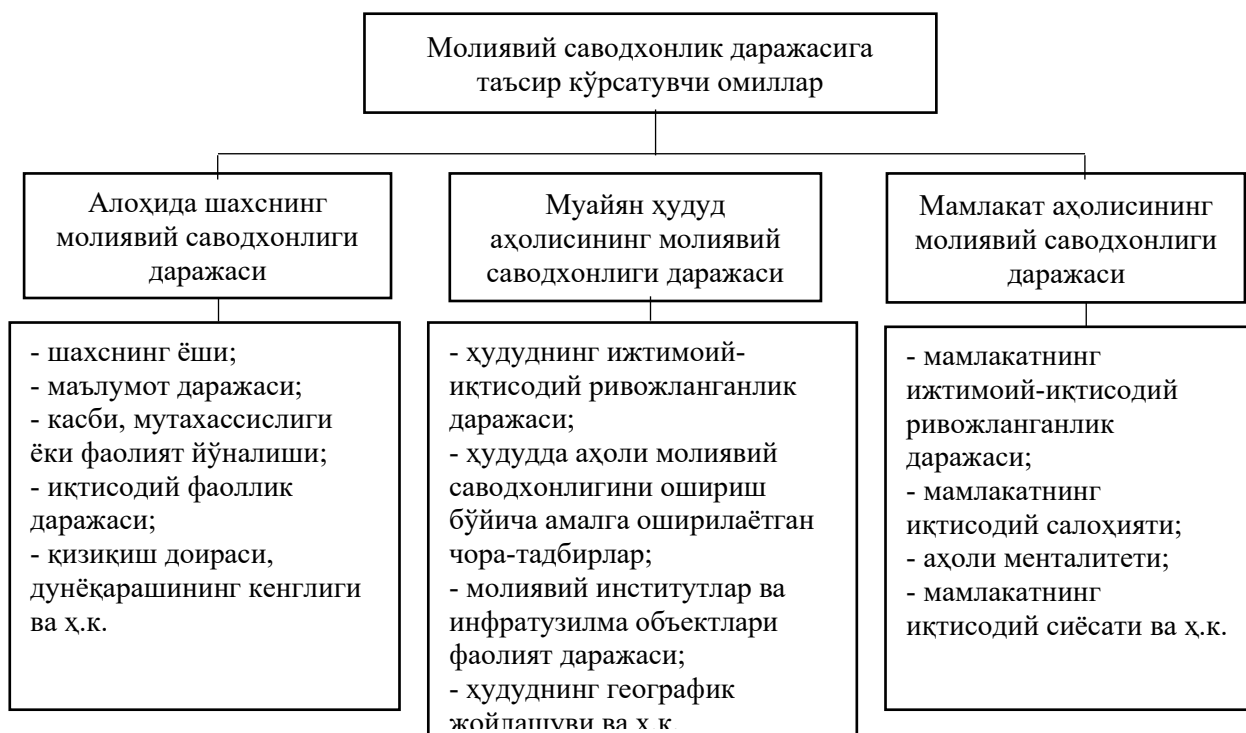 Молиявий саводхонлик даражасига
таъсир кўрсатувчи омиллар
Алоҳида шахснинг
молиявий саводхонлиги
даражаси
Муайян ҳудуд
аҳолисининг молиявий
саводхонлиги даражаси
Мамлакат аҳолисининг
молиявий саводхонлиги
даражаси
- шахснинг ёши;
- маълумот даражаси;
- касби, мутахассислиги
ёки фаолият йўналиши;
- иқтисодий фаоллик
даражаси;
- қизиқиш доираси,
дунёқарашининг кенглиги
ва ҳ.к.
- ҳудуднинг ижтимоий-
иқтисодий ривожланганлик
даражаси;
- ҳудудда аҳоли молиявий
саводхонлигини ошириш
бўйича амалга оширилаётган
чора-тадбирлар;
- молиявий институтлар ва
инфратузилма объектлари
фаолият даражаси;
- ҳудуднинг географик
жойлашуви ва ҳ.к.
- мамлакатнинг
ижтимоий-иқтисодий
ривожланганлик
даражаси;
- мамлакатнинг
иқтисодий салоҳияти;
- аҳоли менталитети;
- мамлакатнинг
иқтисодий сиёсати ва ҳ.к.